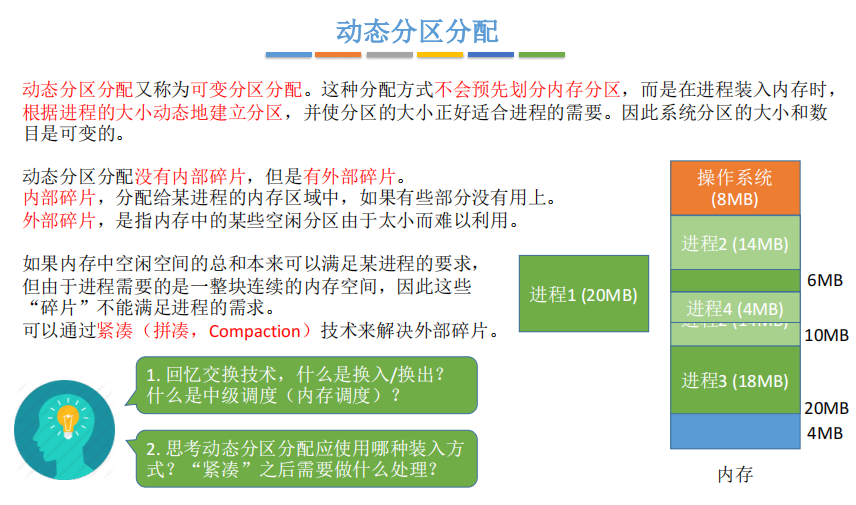 动态分区分配
动态分区分配又称为可变分区分配。这种分配方式不会预先划分内存分区，而是在进程装入内存时，
根据进程的大小动态地建立分区，并使分区的大小正好适合进程的需要。因此系统分区的大小和数
目是可变的。
动态分区分配没有内部碎片，但是有外部碎片。
内部碎片，分配给某进程的内存区域中，如果有些部分没有用上。
外部碎片，是指内存中的某些空闲分区由于太小而难以利用。
如果内存中空闲空间的总和本来可以满足某进程的要求，
但由于进程需要的是一整块连续的内存空间，因此这些
“碎片”不能满足进程的需求。
可以通过紧凑（拼凑，Compaction）技术来解决外部碎片。
1. 回忆交换技术，什么是换入/换出？
什么是中级调度（内存调度）？
2. 思考动态分区分配应使用哪种装入方
式？“紧凑”之后需要做什么处理？
进程1 (20MB)
操作系统
(8MB)
进程2 (14MB)
6MB
进程4 (4MB)
进程2 (14MB)
10MB
进程3 (18MB)
20MB
4MB
内存